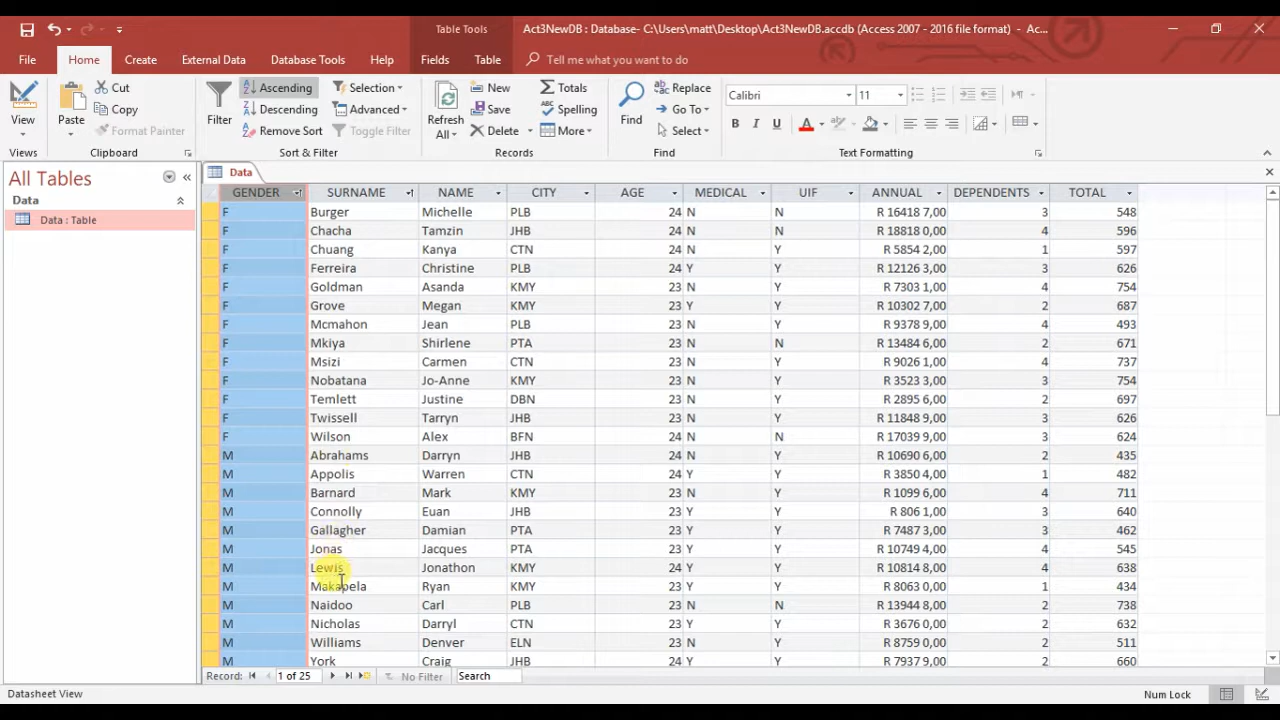 Table Tools
Act3NewDB : Database- C:\Users\matt\Desktop\Act3NewDB.accdb (Access 2007 - 2016 file format) - Ac...
File Home Create External Data Database Tools Help Fields Table Tell me what you want to do
View
Views
Paste
Cut
Copy
Format Painter
Clipboard
Filter
Ascending
Descending
Remove Sort
Selection
Advanced
Toggle Filter
Sort & Filter
Refresh
All
New
Save
Delete
Totals
Spelling
More
Records
Find
Replace
Go To
Select
Find
Calibri 11
B I U A
Text Formatting
All Tables
Data
Data : Table
Data
GENDER SURNAME NAME CITY AGE MEDICAL UIF ANNUAL DEPENDENTS TOTAL
F Burger Michelle PLB 24 N N R 16418 7,00 3 548
F Chacha Tamzin JHB 24 N N R 18818 0,00 4 596
F Chuang Kanya CTN 24 N Y R 5854 2,00 1 597
F Ferreira Christine PLB 24 Y Y R 12126 3,00 3 626
F Goldman Asanda KMY 24 N Y R 7303 1,00 4 754
F Grove Megan KMY 23 Y Y R 10302 7,00 2 687
F Mcmahon Jean PLB 23 N Y R 9378 9,00 4 493
F Mkiya Shirlene PTA 23 N N R 13484 6,00 2 671
F Msizi Carmen CTN 24 N Y R 9026 1,00 4 737
F Nobatana Jo-Anne KMY 23 N Y R 3523 3,00 3 754
F Temlett Justine DBN 23 N Y R 2895 6,00 2 697
F Twissell Tarryn JHB 23 N Y R 11848 9,00 3 626
F Wilson Alex BFN 24 N N R 17039 9,00 3 624
M Abrahams Darryn JHB 24 N Y R 10690 6,00 2 435
M Appolis Warren CTN 24 Y Y R 3850 4,00 1 482
M Barnard Mark KMY 23 N Y R 1099 6,00 4 711
M Connolly Euan JHB 23 Y Y R 806 1,00 3 640
M Gallagher Damian PTA 23 Y Y R 7487 3,00 3 462
M Jonas Jacques PTA 23 Y Y R 10749 4,00 4 545
M Lewis Jonathon KMY 24 Y Y R 10814 8,00 4 638
M Makapela Ryan KMY 23 Y Y R 8063 0,00 1 434
M Naidoo Carl PLB 23 N N R 13944 8,00 2 738
M Nicholas Darryl CTN 23 Y Y R 3676 0,00 2 632
M Williams Denver ELN 23 N Y R 8759 0,00 2 511
M York Craig JHB 24 Y Y R 7937 9,00 2 660
Record: 1 of 25 No Filter Search
Datasheet View Num Lock